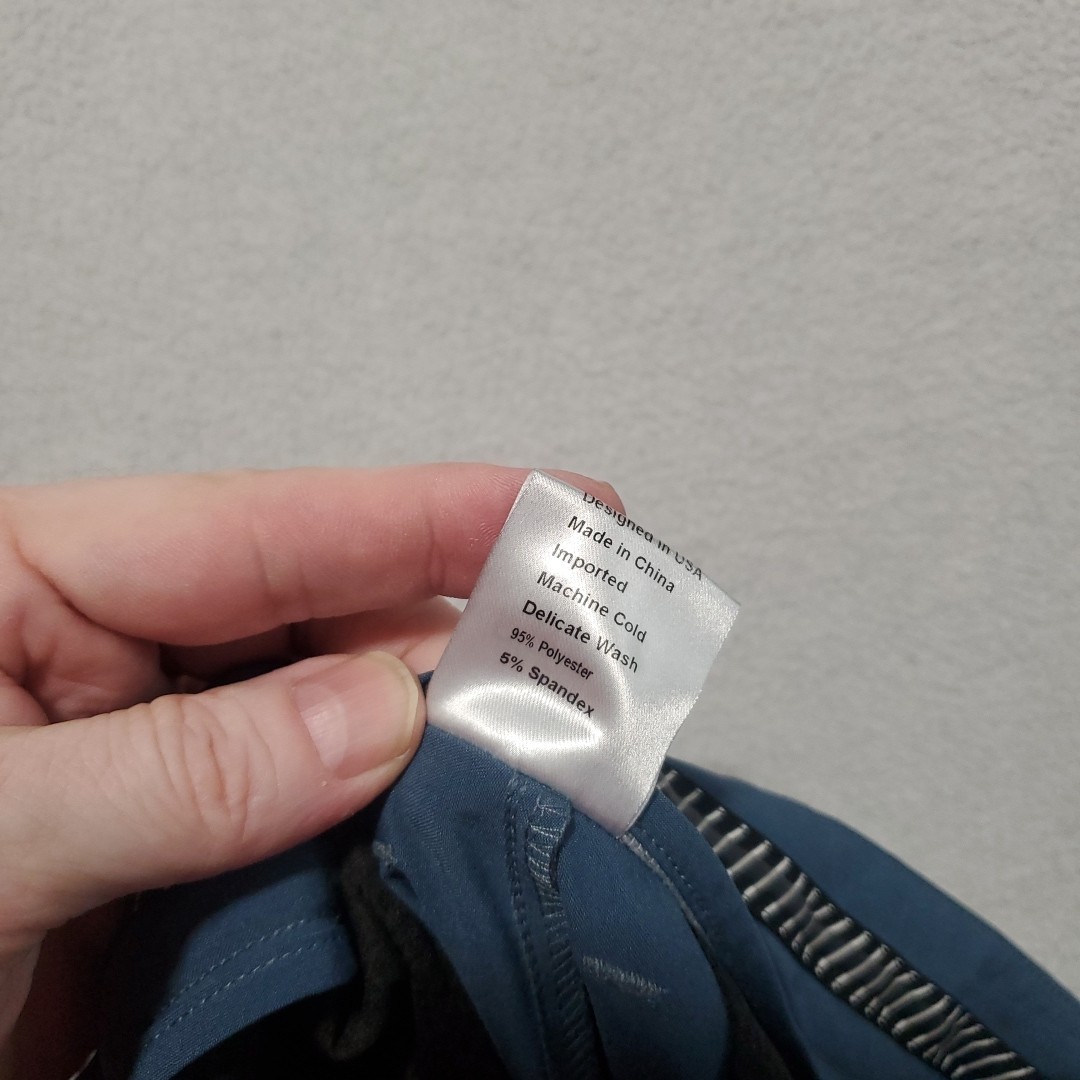 Designed in USA
Made in China
Imported
Machine Cold
Delicate Wash
95% Polyester
5% Spandex